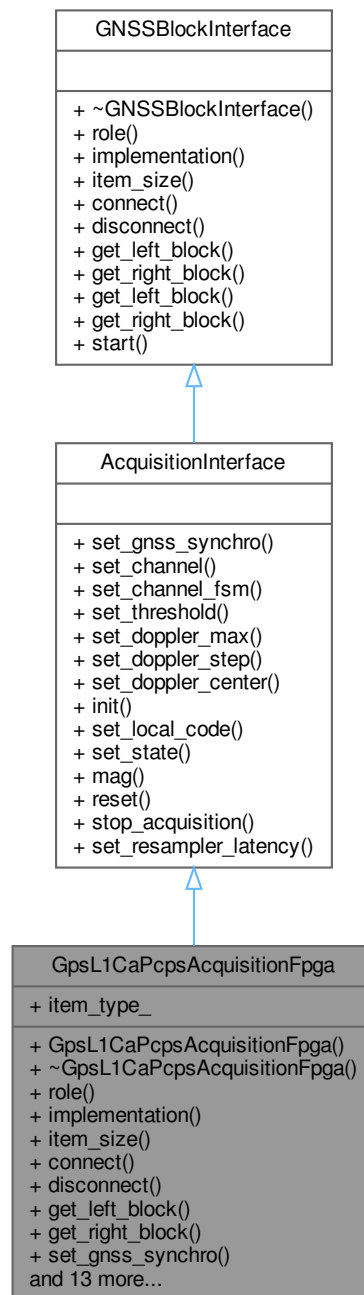 GNSSBlockInterface
+ ~GNSSBlockInterface()
+ role()
+ implementation()
+ item_size()
+ connect()
+ disconnect()
+ get_left_block()
+ get_right_block()
+ get_left_block()
+ get_right_block()
+ start()
AcquisitionInterface
+ set_gnss_synchro()
+ set_channel()
+ set_channel_fsm()
+ set_threshold()
+ set_doppler_max()
+ set_doppler_step()
+ set_doppler_center()
+ init()
+ set_local_code()
+ set_state()
+ mag()
+ reset()
+ stop_acquisition()
+ set_resampler_latency()
GpsL1CaPcpsAcquisitionFpga
+ item_type_
+ GpsL1CaPcpsAcquisitionFpga()
+ ~GpsL1CaPcpsAcquisitionFpga()
+ role()
+ implementation()
+ item_size()
+ connect()
+ disconnect()
+ get_left_block()
+ get_right_block()
+ set_gnss_synchro()
and 13 more...